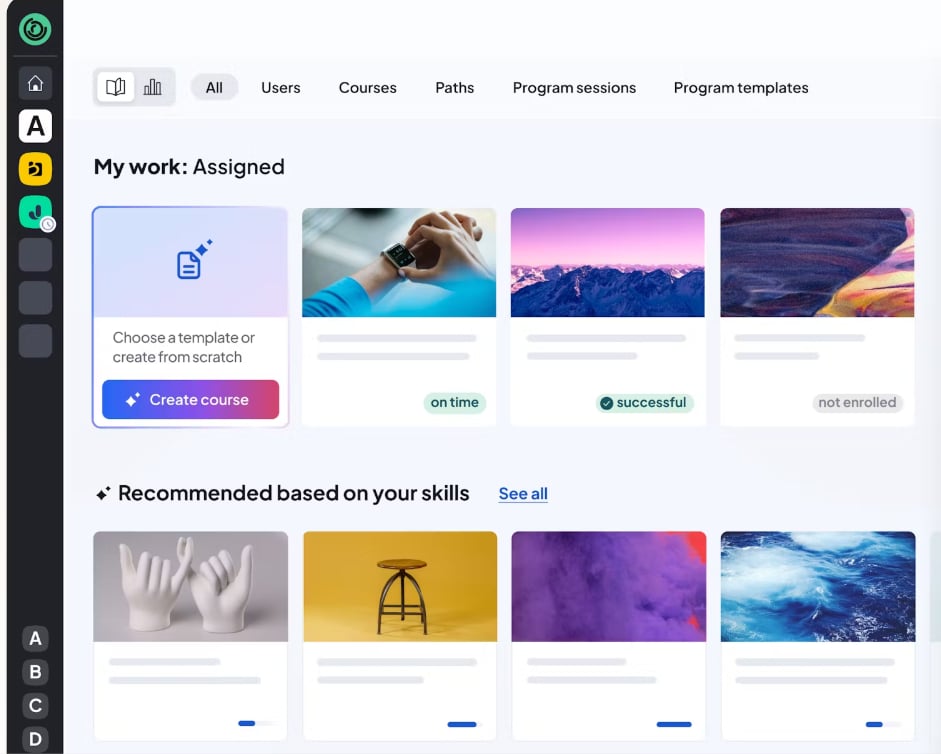 A
All
Users
Courses
Paths
Program sessions
Program templates
My work: Assigned
Choose a template or
create from scratch
Create course
on time
successful
not enrolled
Recommended based on your skills
See all
A
B
C
D